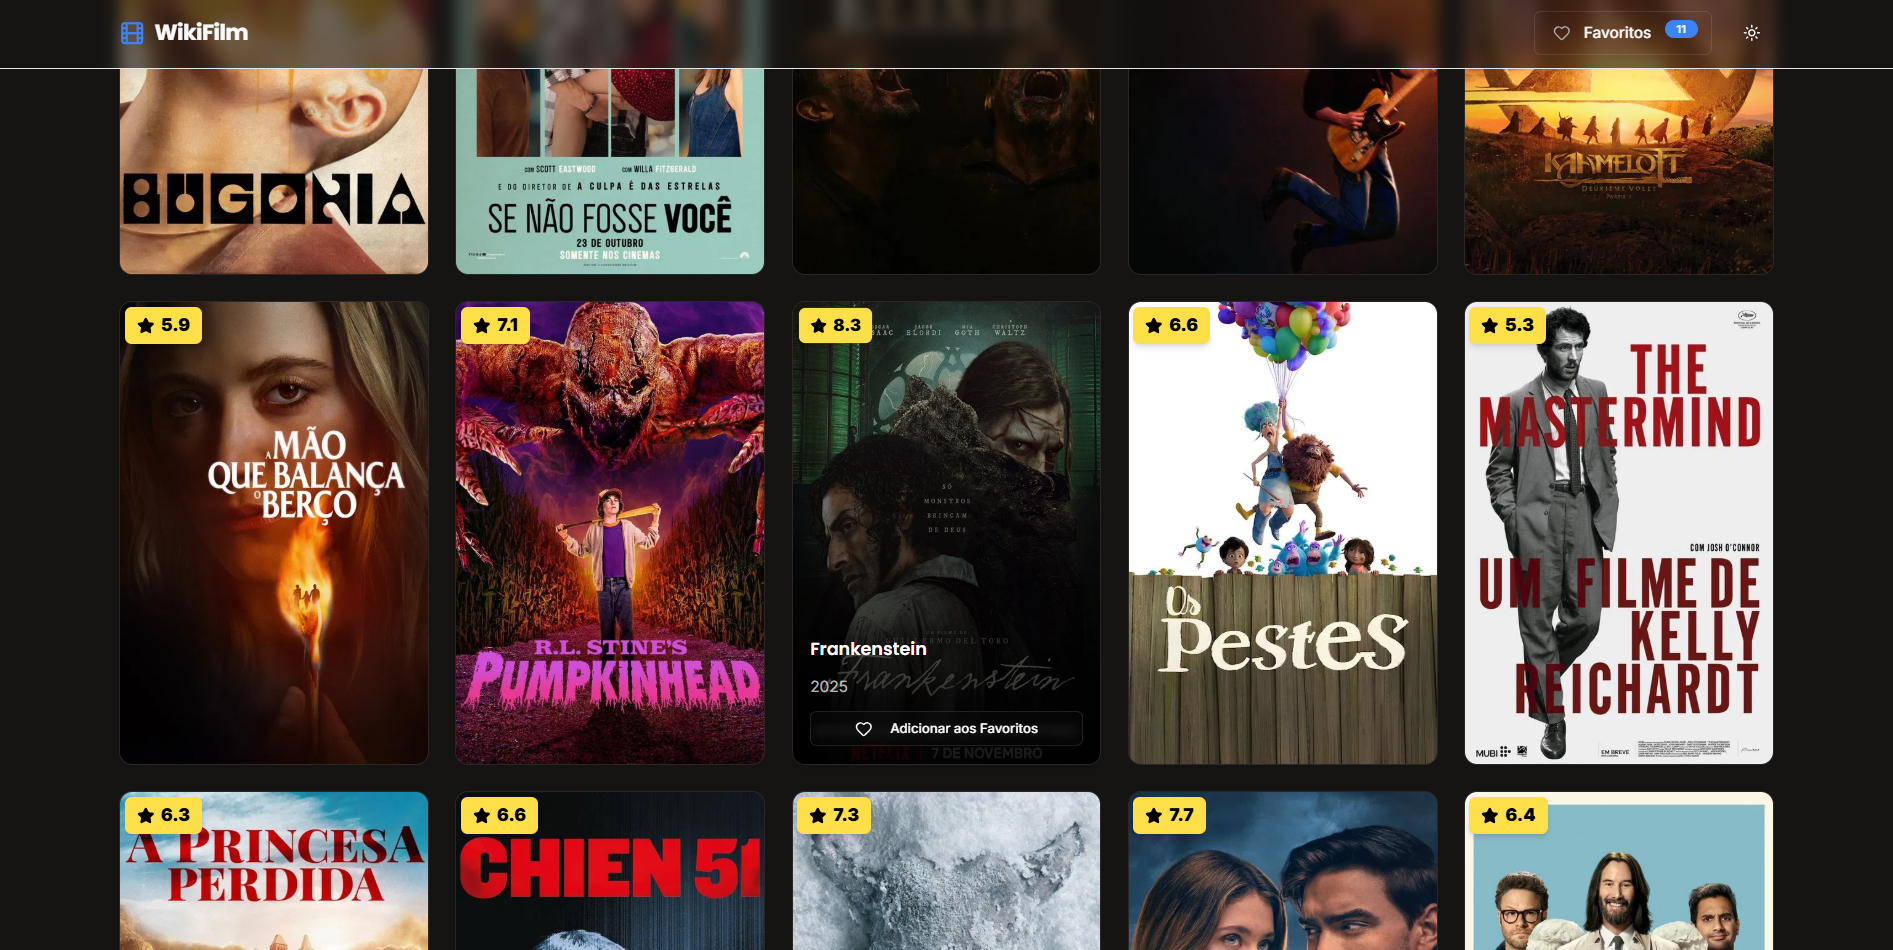 WikiFilm
Favoritos 11
BUGONIA
COM SCOTT EASTWOOD COM WILLA FITZGERALD
E DO DIRETOR DE A CULPA É DAS ESTRELAS
SE NÃO FOSSE VOCÊ
23 DE OUTUBRO
SOMENTE NOS CINEMAS
KAAMELOTT
DEUXIÈME VOLET
PARTIE 1
5.9
A MÃO
QUE BALANÇA
O BERÇO
7.1
R.L. STINE'S
PUMPKINHEAD
8.3
JACOB ELORDI
MIA GOTH
CHRISTOPH WALTZ
SÓ
MONSTROS
BRINCAM
DE DEUS
UM FILME DE
GUILLERMO DEL TORO
Frankenstein
Frankenstein
2025
Adicionar aos Favoritos
NETFLIX 7 DE NOVEMBRO
6.6
Os
Pestes
5.3
THE
MASTERMIND
COM JOSH O'CONNOR
UM FILME DE
KELLY
REICHARDT
MUBI
EM BREVE
6.3
A PRINCESA
PERDIDA
6.6
CHIEN 51
7.3
7.7
6.4